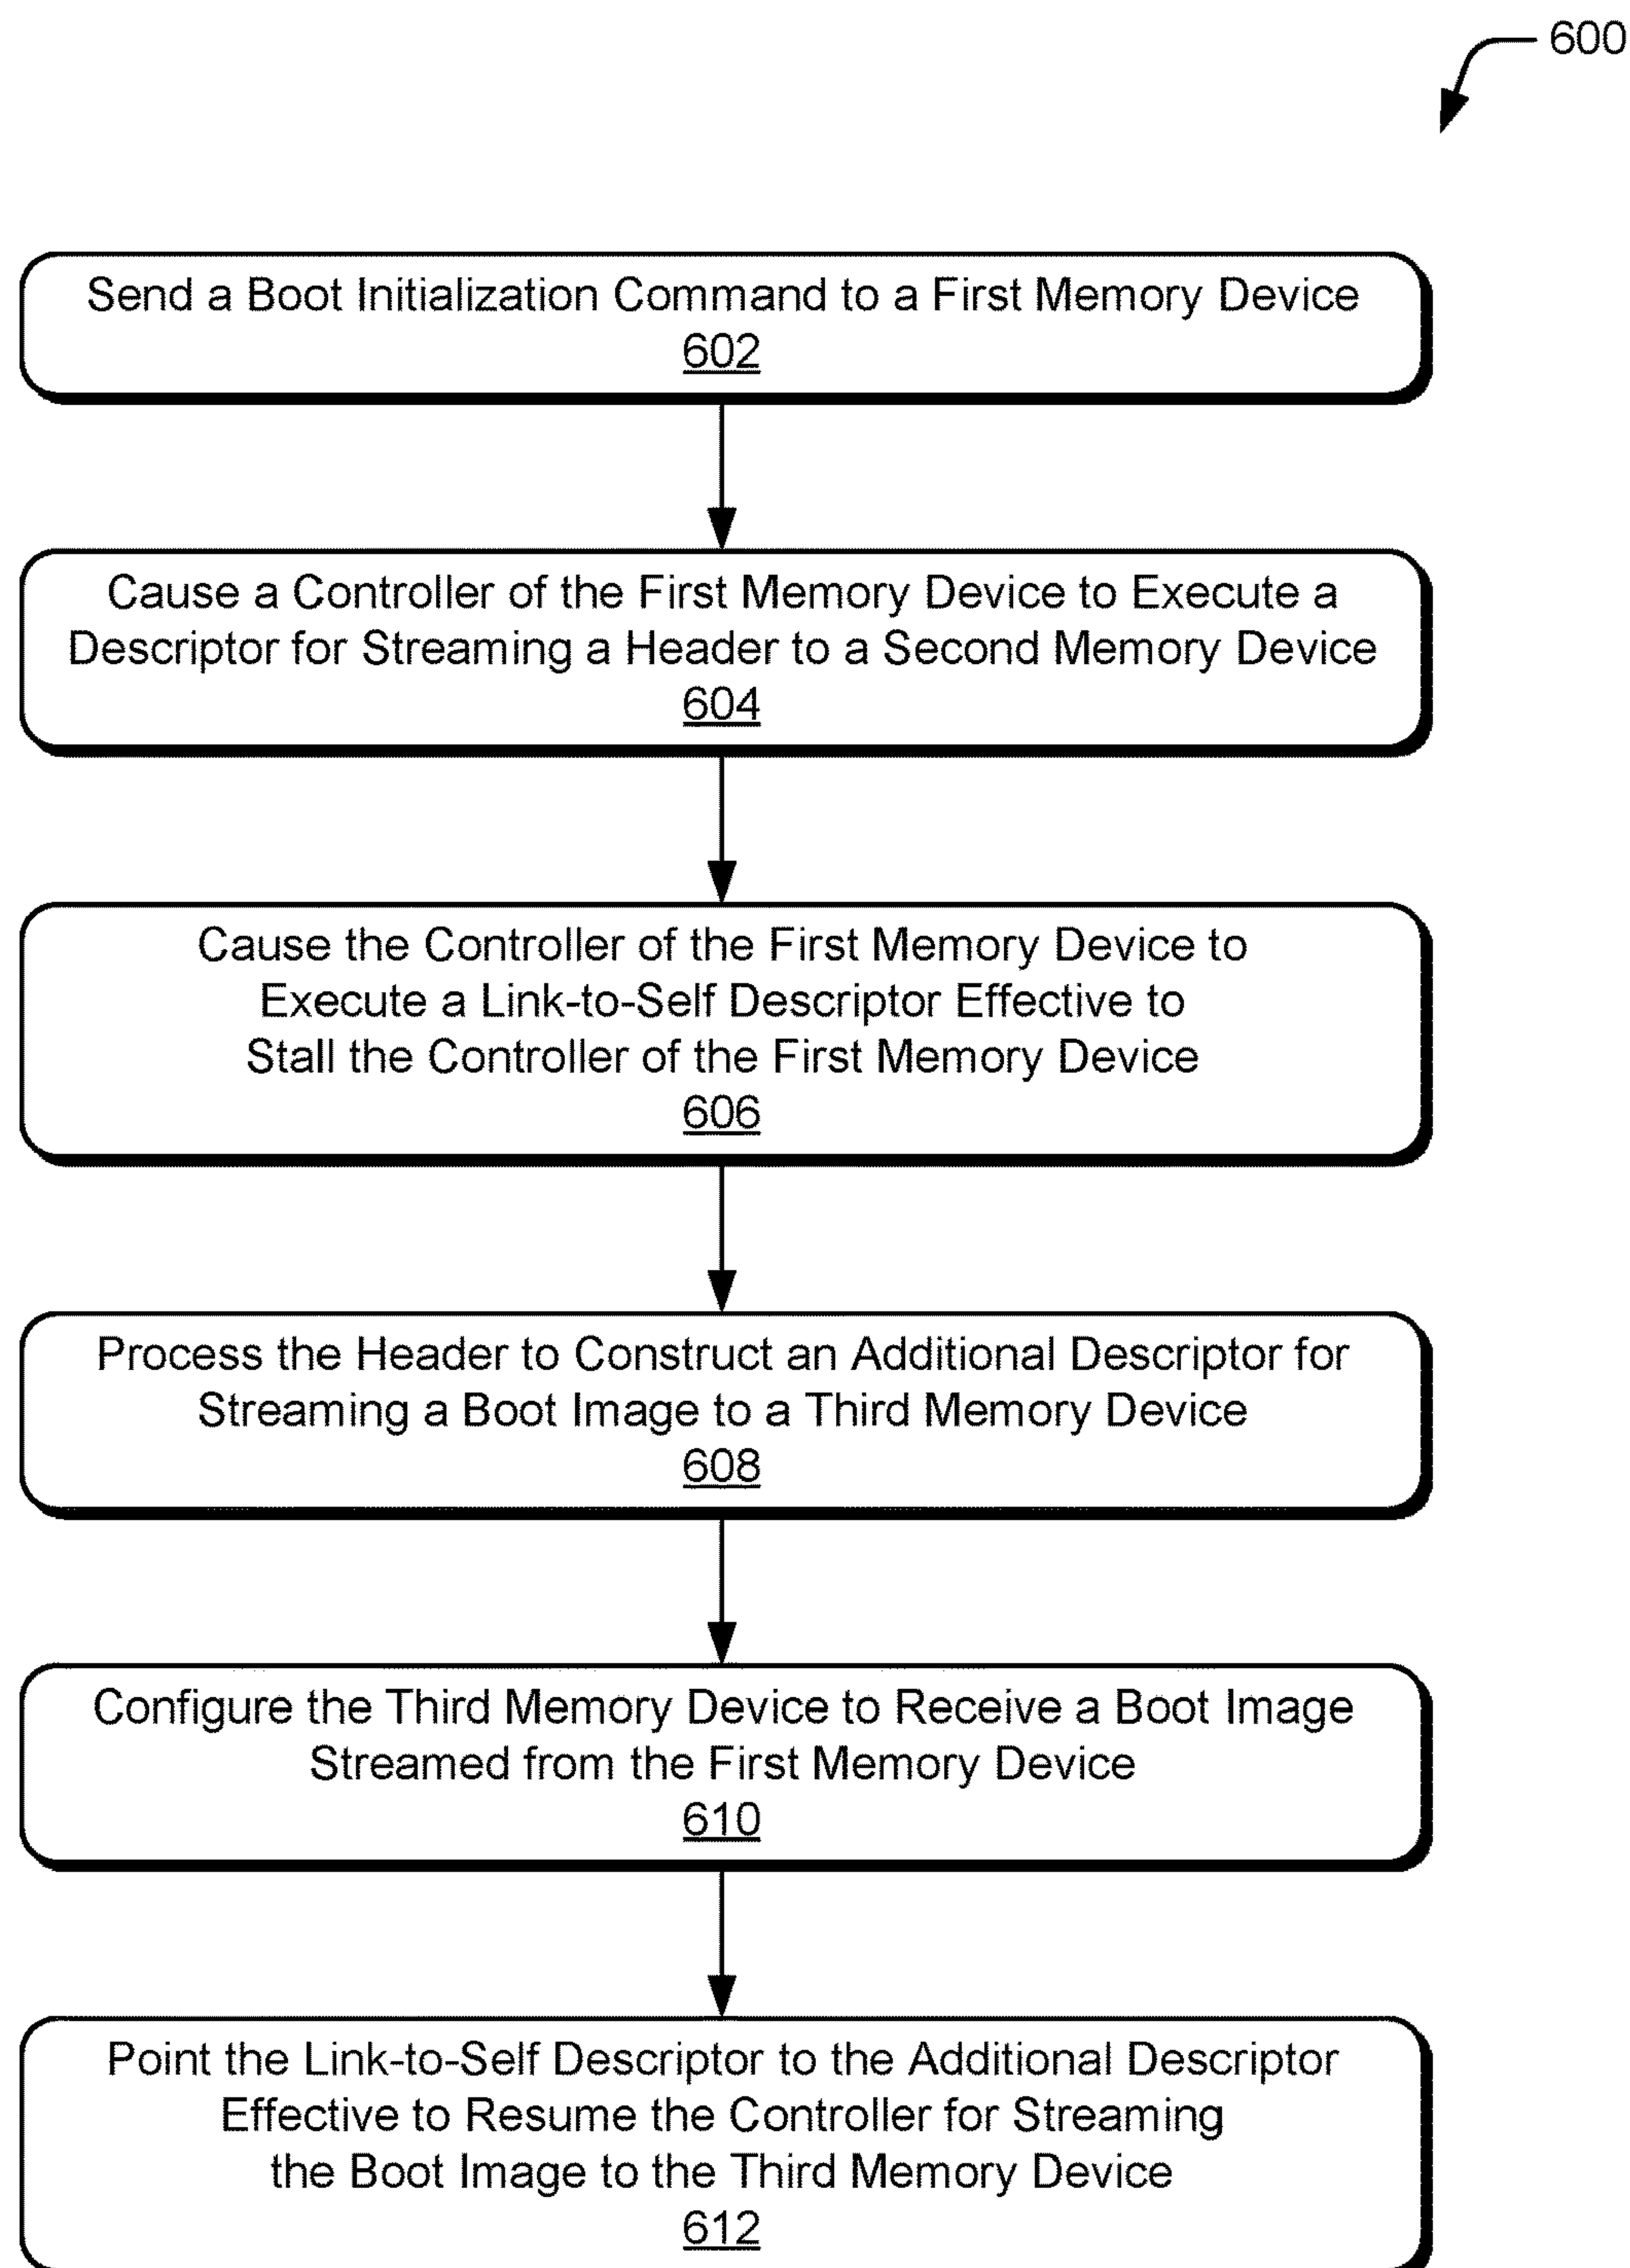 600
Send a Boot Initialization Command to a First Memory Device
602
Cause a Controller of the First Memory Device to Execute a
Descriptor for Streaming a Header to a Second Memory Device
604
Cause the Controller of the First Memory Device to
Execute a Link-to-Self Descriptor Effective to
Stall the Controller of the First Memory Device
606
Process the Header to Construct an Additional Descriptor for
Streaming a Boot Image to a Third Memory Device
608
Configure the Third Memory Device to Receive a Boot Image
Streamed from the First Memory Device
610
Point the Link-to-Self Descriptor to the Additional Descriptor
Effective to Resume the Controller for Streaming
the Boot Image to the Third Memory Device
612